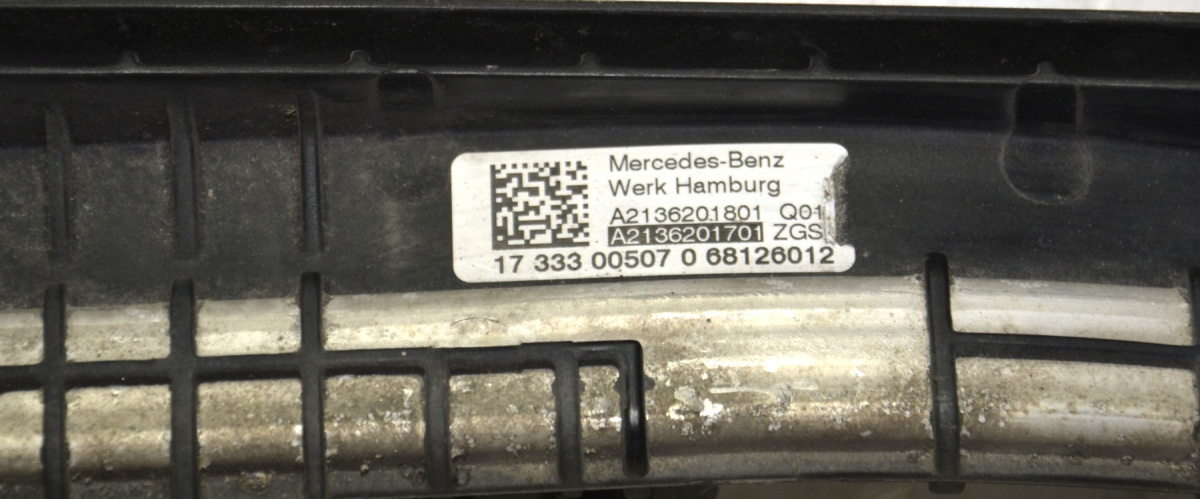 Mercedes-Benz
Werk Hamburg
A2136201801 Q01
A2136201701 ZGS
17 333 00507 0 68126012